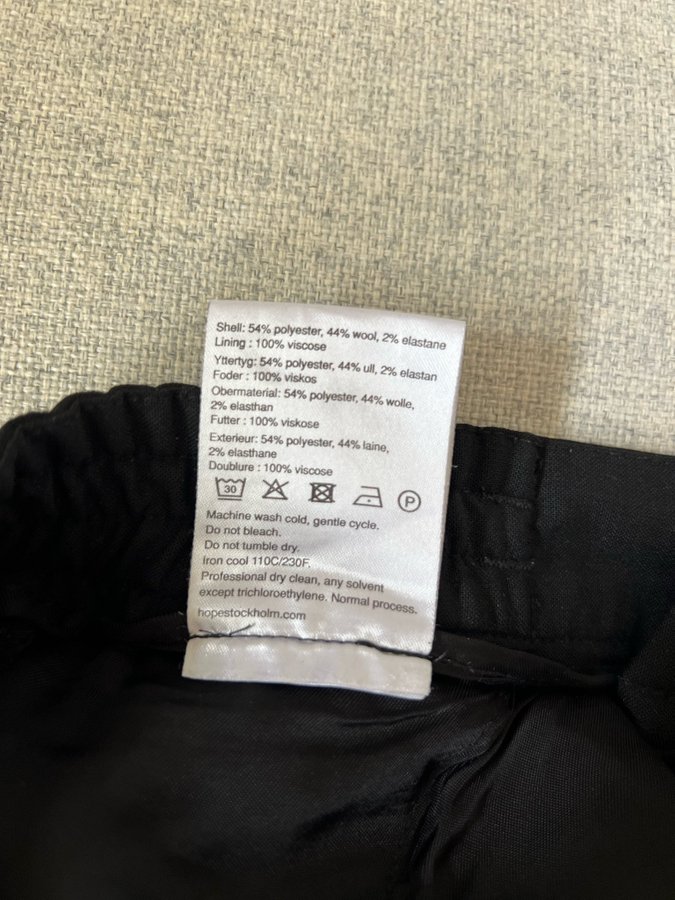 Shell: 54% polyester, 44% wool, 2% elastane
Lining : 100% viscose
Yttertyg: 54% polyester, 44% ull, 2% elastan
Foder : 100% viskos
Obermaterial: 54% polyester, 44% wolle,
2% elasthan
Futter : 100% viskose
Exterieur: 54% polyester, 44% laine,
2% elasthane
Doublure : 100% viscose
30 P
Machine wash cold, gentle cycle.
Do not bleach.
Do not tumble dry.
Iron cool 110C/230F.
Professional dry clean, any solvent
except trichloroethylene. Normal process.
hopestockholm.com